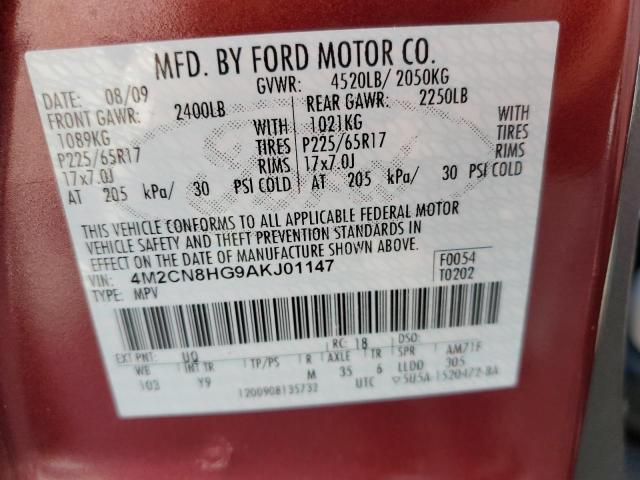 MFD. BY FORD MOTOR CO.
DATE: 08/09 GVWR: 4520LB/ 2050KG
FRONT GAWR: 2400LB REAR GAWR: 2250LB
1089KG WITH 1021KG WITH
P225/65R17 TIRES P225/65R17 TIRES
17x7.0J RIMS 17x7.0J RIMS
AT 205 kPa/ 30 PSI COLD AT 205 kPa/ 30 PSI COLD
THIS VEHICLE CONFORMS TO ALL APPLICABLE FEDERAL MOTOR
VEHICLE SAFETY AND THEFT PREVENTION STANDARDS IN
EFFECT ON THE DATE OF MANUFACTURE SHOWN ABOVE.
VIN: 4M2CN8HG9AKJ01147 F0054
TYPE: MPV T0202
EXT PNT: UQ RC: 18 DSO:
WB INT TR TP/PS R AXLE TR SPR AM71F
103 Y9 M 35 6 LLDD 305
1200908135732 UTC 5U5A-1520472-BA